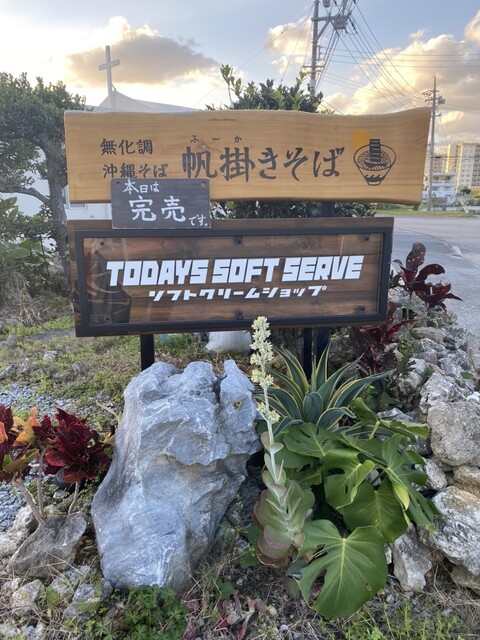 無化調
沖縄そば
ふーか
帆掛きそば
本日は
完売です。
TODAYS SOFT SERVE
ソフトクリームショップ